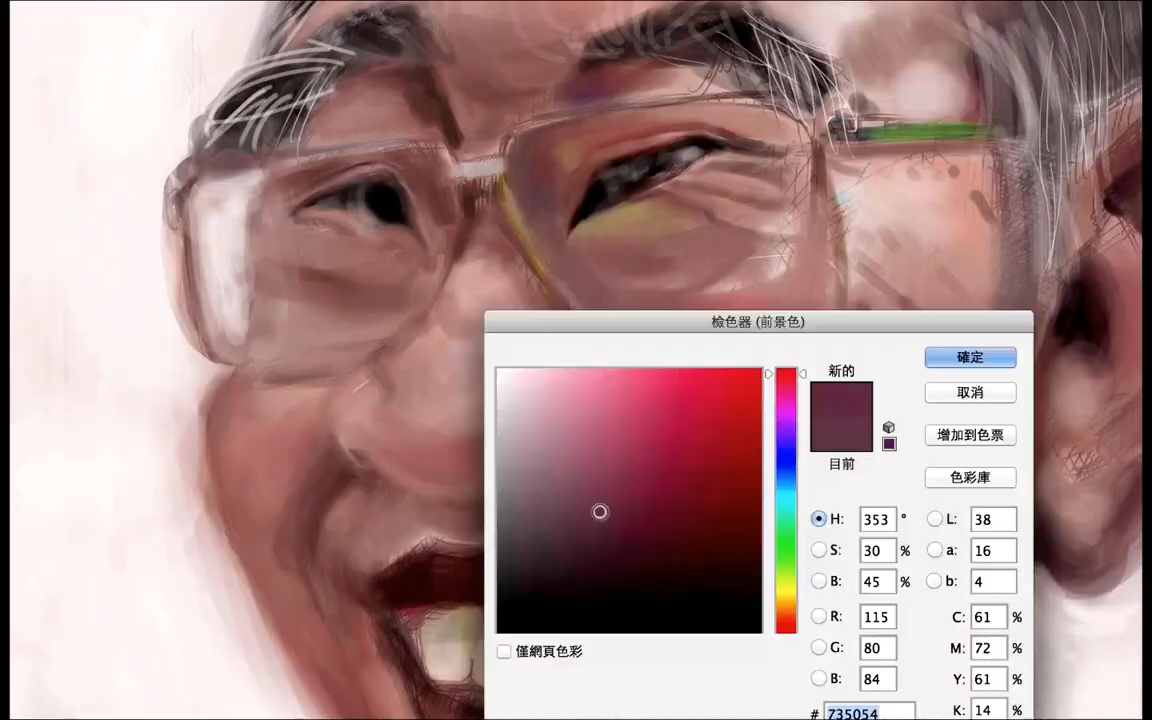 檢色器 (前景色)
新的
目前
確定
取消
增加到色票
色彩庫
H: 353 °
S: 30 %
B: 45 %
R: 115
G: 80
B: 84
# 735054
L: 38
a: 16
b: 4
C: 61 %
M: 72 %
Y: 61 %
K: 14 %
僅網頁色彩